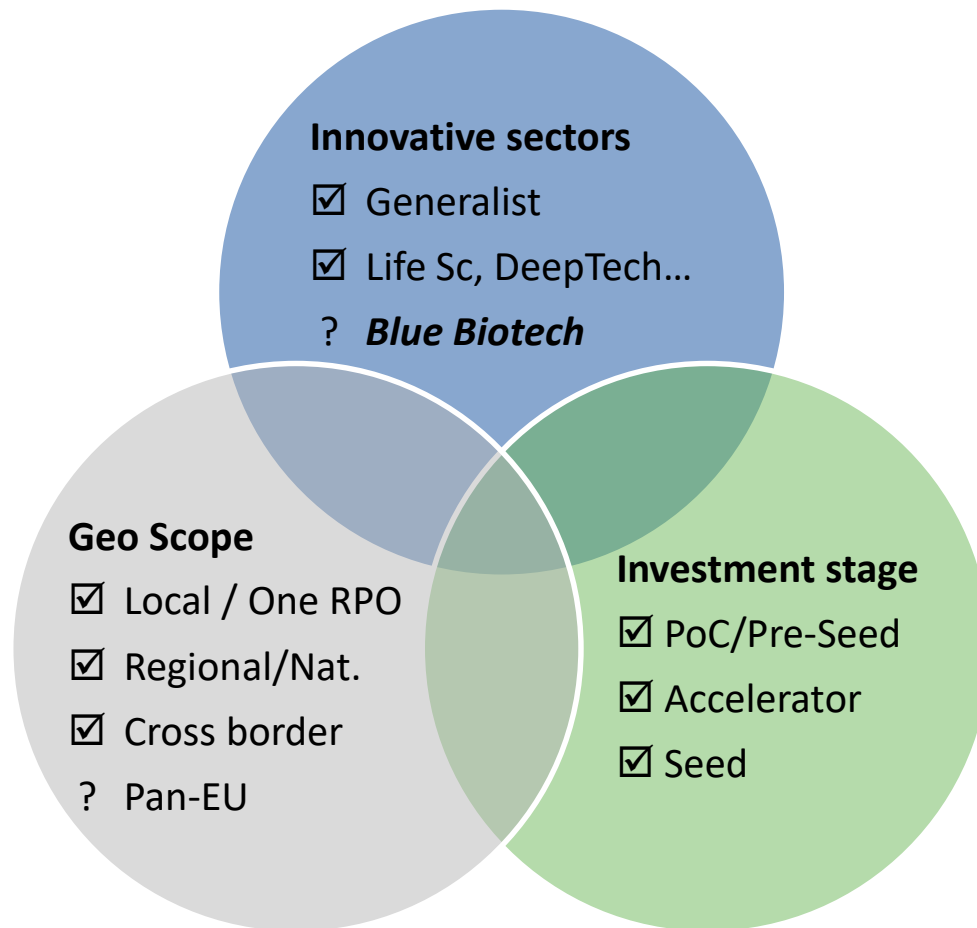 Innovative sectors
☑ Generalist
☑ Life Sc, DeepTech…
? Blue Biotech
Geo Scope
☑ Local / One RPO
☑ Regional/Nat.
☑ Cross border
? Pan-EU
Investment stage
☑ PoC/Pre-Seed
☑ Accelerator
☑ Seed